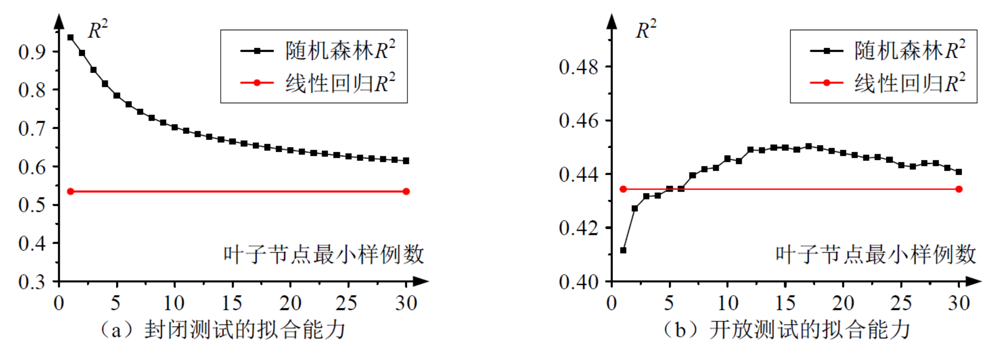 R²
随机森林R²
线性回归R²
0.9
0.8
0.7
0.6
0.5
0.4
0.3
叶子节点最小样例数
0 5 10 15 20 25 30
（a）封闭测试的拟合能力
R²
随机森林R²
线性回归R²
0.48
0.46
0.44
0.42
0.40
叶子节点最小样例数
0 5 10 15 20 25 30
（b）开放测试的拟合能力